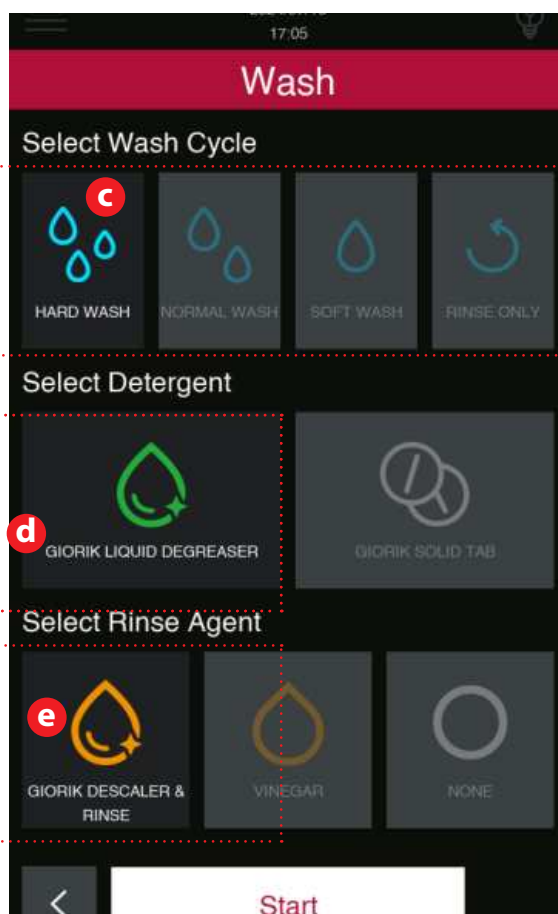 17:05
Wash
Select Wash Cycle
c
HARD WASH
NORMAL WASH
SOFT WASH
RINSE ONLY
Select Detergent
d
GIORIK LIQUID DEGREASER
GIORIK SOLID TAB
Select Rinse Agent
e
GIORIK DESCALER &
RINSE
VINEGAR
NONE
<
Start